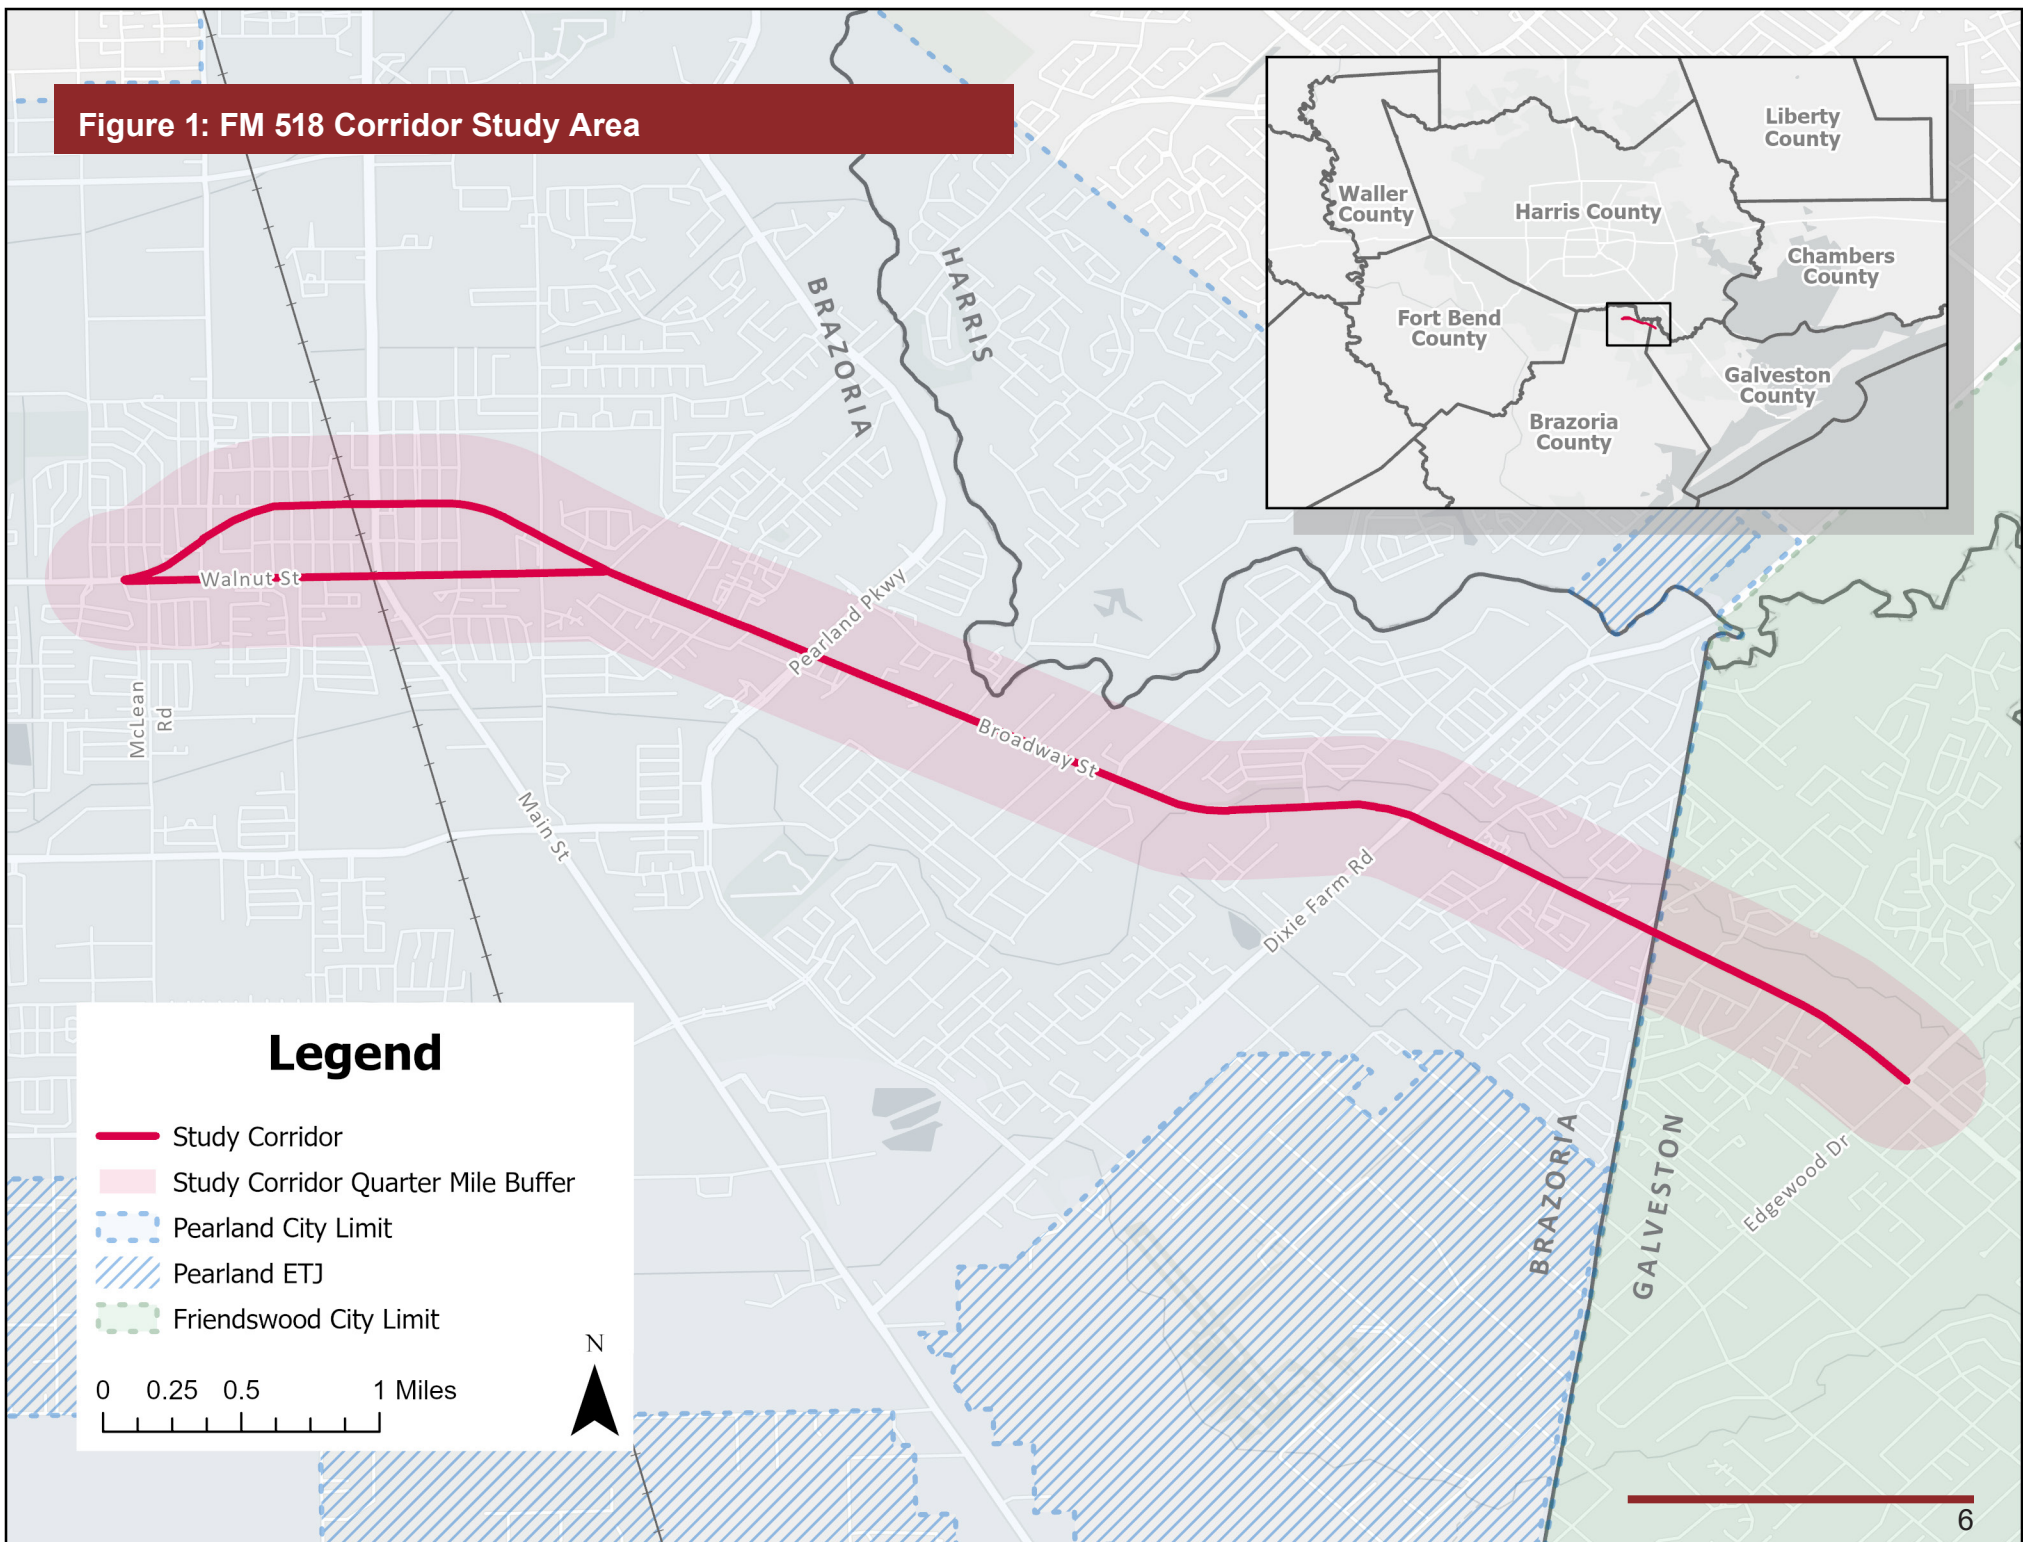 Figure 1: FM 518 Corridor Study Area
Liberty
County
Waller
County
Harris County
Chambers
County
Fort Bend
County
Galveston
County
Brazoria
County
HARRIS
BRAZORIA
Walnut St
Pearland Pkwy
McLean
Rd
Broadway St
Main St
Dixie Farm Rd
BRAZORIA
GALVESTON
Edgewood Dr
Legend
Study Corridor
Study Corridor Quarter Mile Buffer
Pearland City Limit
Pearland ETJ
Friendswood City Limit
N
0 0.25 0.5 1 Miles
6